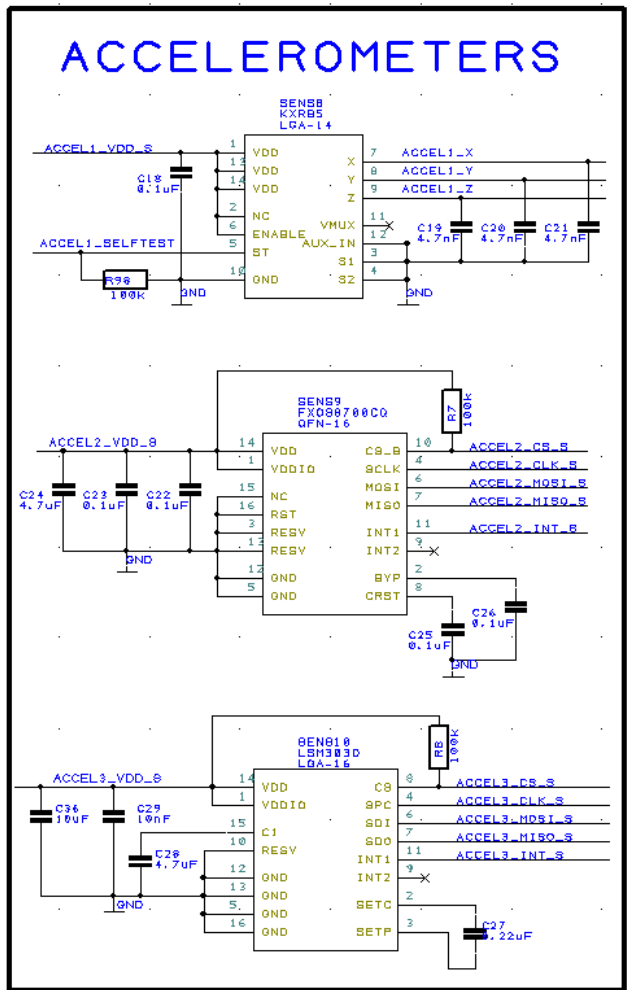 ACCELEROMETERS
SENS8
KXRB5
LGA-14
ACCEL1_VDD_S
1
VDD
13
VDD
14
VDD
2
NC
6
ENABLE
5
ST
10
GND
7
X
ACCEL1_X
8
Y
ACCEL1_Y
9
Z
ACCEL1_Z
11
VMUX
12
AUX_IN
3
S1
4
S2
C18
0.1uF
ACCEL1_SELFTEST
R98
100k
GND
GND
C19
4.7nF
C20
4.7nF
C21
4.7nF
SENS9
FXOS8700CQ
QFN-16
R7
100k
ACCEL2_VDD_S
14
VDD
1
VDDIO
15
NC
16
RST
3
RESV
13
RESV
12
GND
5
GND
10
CS_B
ACCEL2_CS_S
4
SCLK
ACCEL2_CLK_S
6
MOSI
ACCEL2_MOSI_S
7
MISO
ACCEL2_MISO_S
11
INT1
ACCEL2_INT_S
9
INT2
2
BYP
8
CRST
C24
4.7uF
C23
0.1uF
C22
0.1uF
GND
C26
0.1uF
C25
0.1uF
GND
SENS10
LSM303D
LGA-16
R8
100k
ACCEL3_VDD_S
14
VDD
1
VDDIO
15
C1
10
RESV
12
GND
13
GND
5
GND
16
GND
8
CS
ACCEL3_CS_S
4
SPC
ACCEL3_CLK_S
6
SDI
ACCEL3_MOSI_S
7
SDO
ACCEL3_MISO_S
11
INT1
ACCEL3_INT_S
9
INT2
2
SETC
3
SETP
C36
10uF
C29
10nF
C28
4.7uF
GND
C27
0.22uF